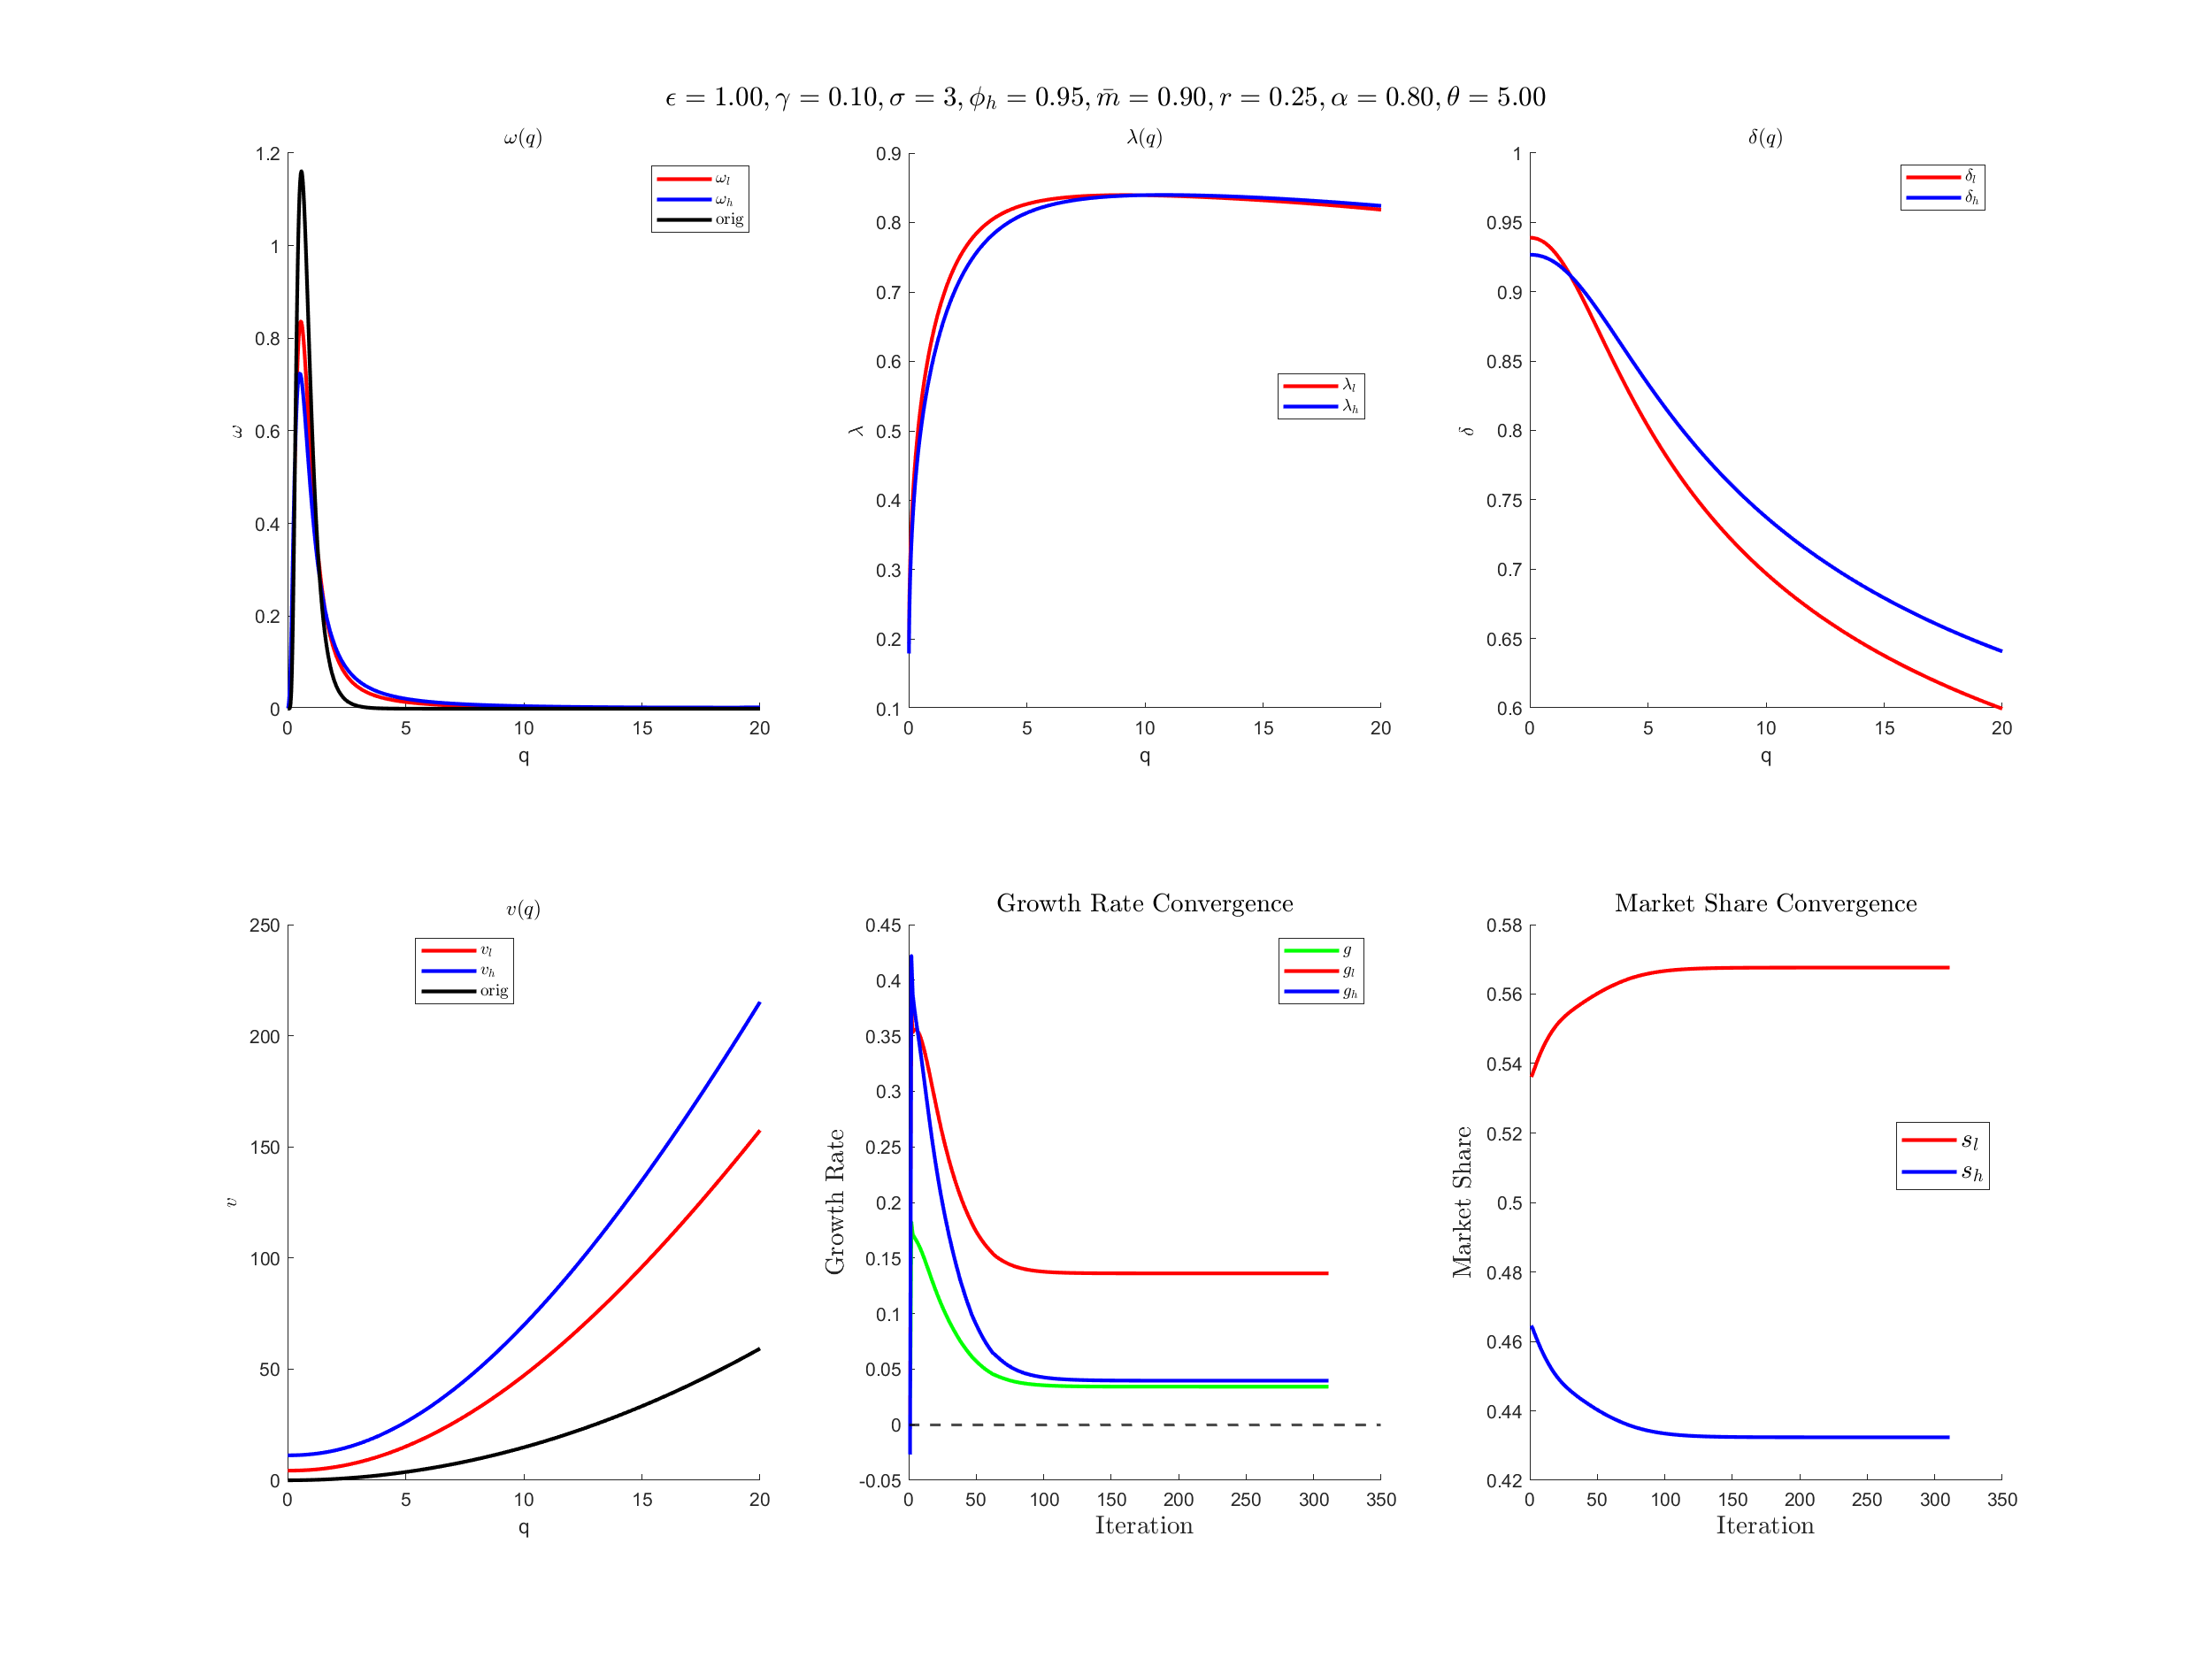 ϵ = 1.00, γ = 0.10, σ = 3, ϕ_h = 0.95, m̄ = 0.90, r = 0.25, α = 0.80, θ = 5.00
ω(q)
1.2
1
0.8
0.6
0.4
0.2
0
ω
0 5 10 15 20
q
ω_l
ω_h
orig
λ(q)
0.9
0.8
0.7
0.6
0.5
0.4
0.3
0.2
0.1
λ
0 5 10 15 20
q
λ_l
λ_h
δ(q)
1
0.95
0.9
0.85
0.8
0.75
0.7
0.65
0.6
δ
0 5 10 15 20
q
δ_l
δ_h
v(q)
250
200
150
100
50
0
v
0 5 10 15 20
q
v_l
v_h
orig
Growth Rate Convergence
0.45
0.4
0.35
0.3
0.25
0.2
0.15
0.1
0.05
0
-0.05
Growth Rate
0 50 100 150 200 250 300 350
Iteration
g
g_l
g_h
Market Share Convergence
0.58
0.56
0.54
0.52
0.5
0.48
0.46
0.44
0.42
Market Share
0 50 100 150 200 250 300 350
Iteration
s_l
s_h